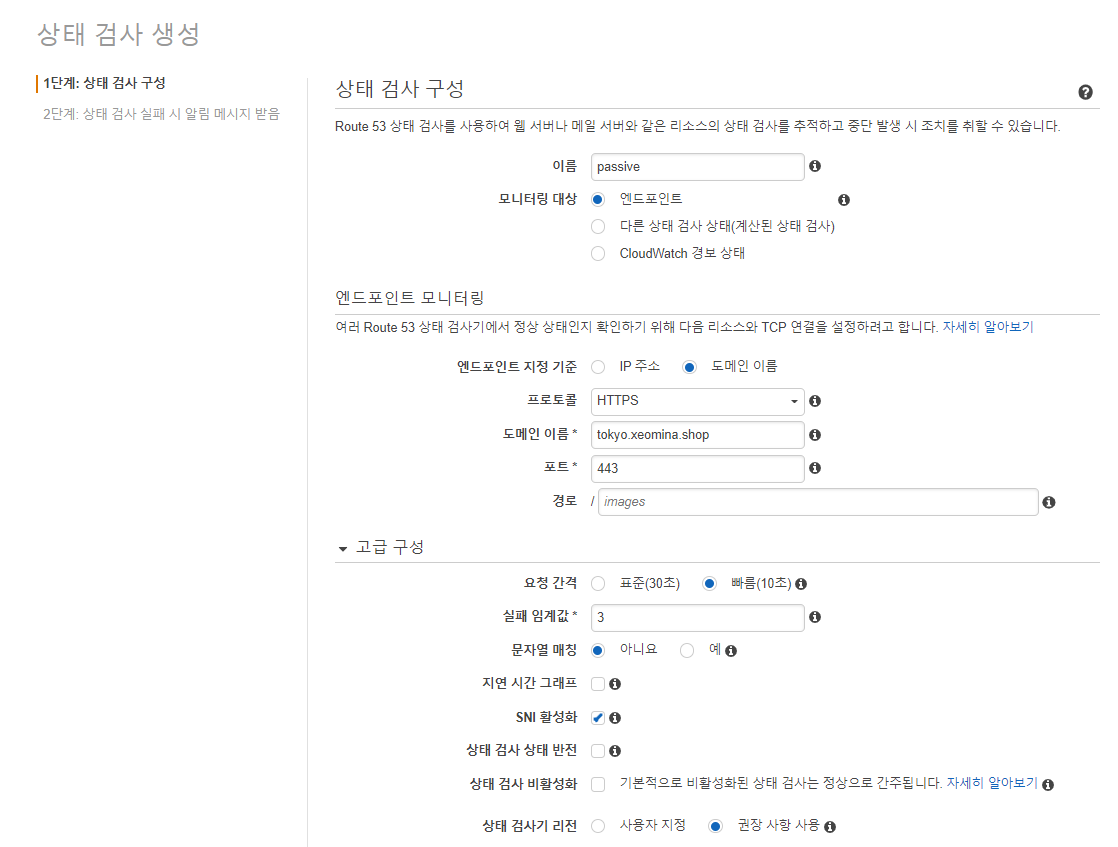 상태 검사 생성
1단계: 상태 검사 구성
2단계: 상태 검사 실패 시 알림 메시지 받음
상태 검사 구성
Route 53 상태 검사를 사용하여 웹 서버나 메일 서버와 같은 리소스의 상태 검사를 추적하고 중단 발생 시 조치를 취할 수 있습니다.
이름 passive
모니터링 대상 엔드포인트
다른 상태 검사 상태(계산된 상태 검사)
CloudWatch 경보 상태
엔드포인트 모니터링
여러 Route 53 상태 검사기에서 정상 상태인지 확인하기 위해 다음 리소스와 TCP 연결을 설정하려고 합니다. 자세히 알아보기
엔드포인트 지정 기준 IP 주소 도메인 이름
프로토콜 HTTPS
도메인 이름 * tokyo.xeomina.shop
포트 * 443
경로 / images
고급 구성
요청 간격 표준(30초) 빠름(10초)
실패 임계값 * 3
문자열 매칭 아니요 예
지연 시간 그래프
SNI 활성화
상태 검사 상태 반전
상태 검사 비활성화 기본적으로 비활성화된 상태 검사는 정상으로 간주됩니다. 자세히 알아보기
상태 검사기 리전 사용자 지정 권장 사항 사용